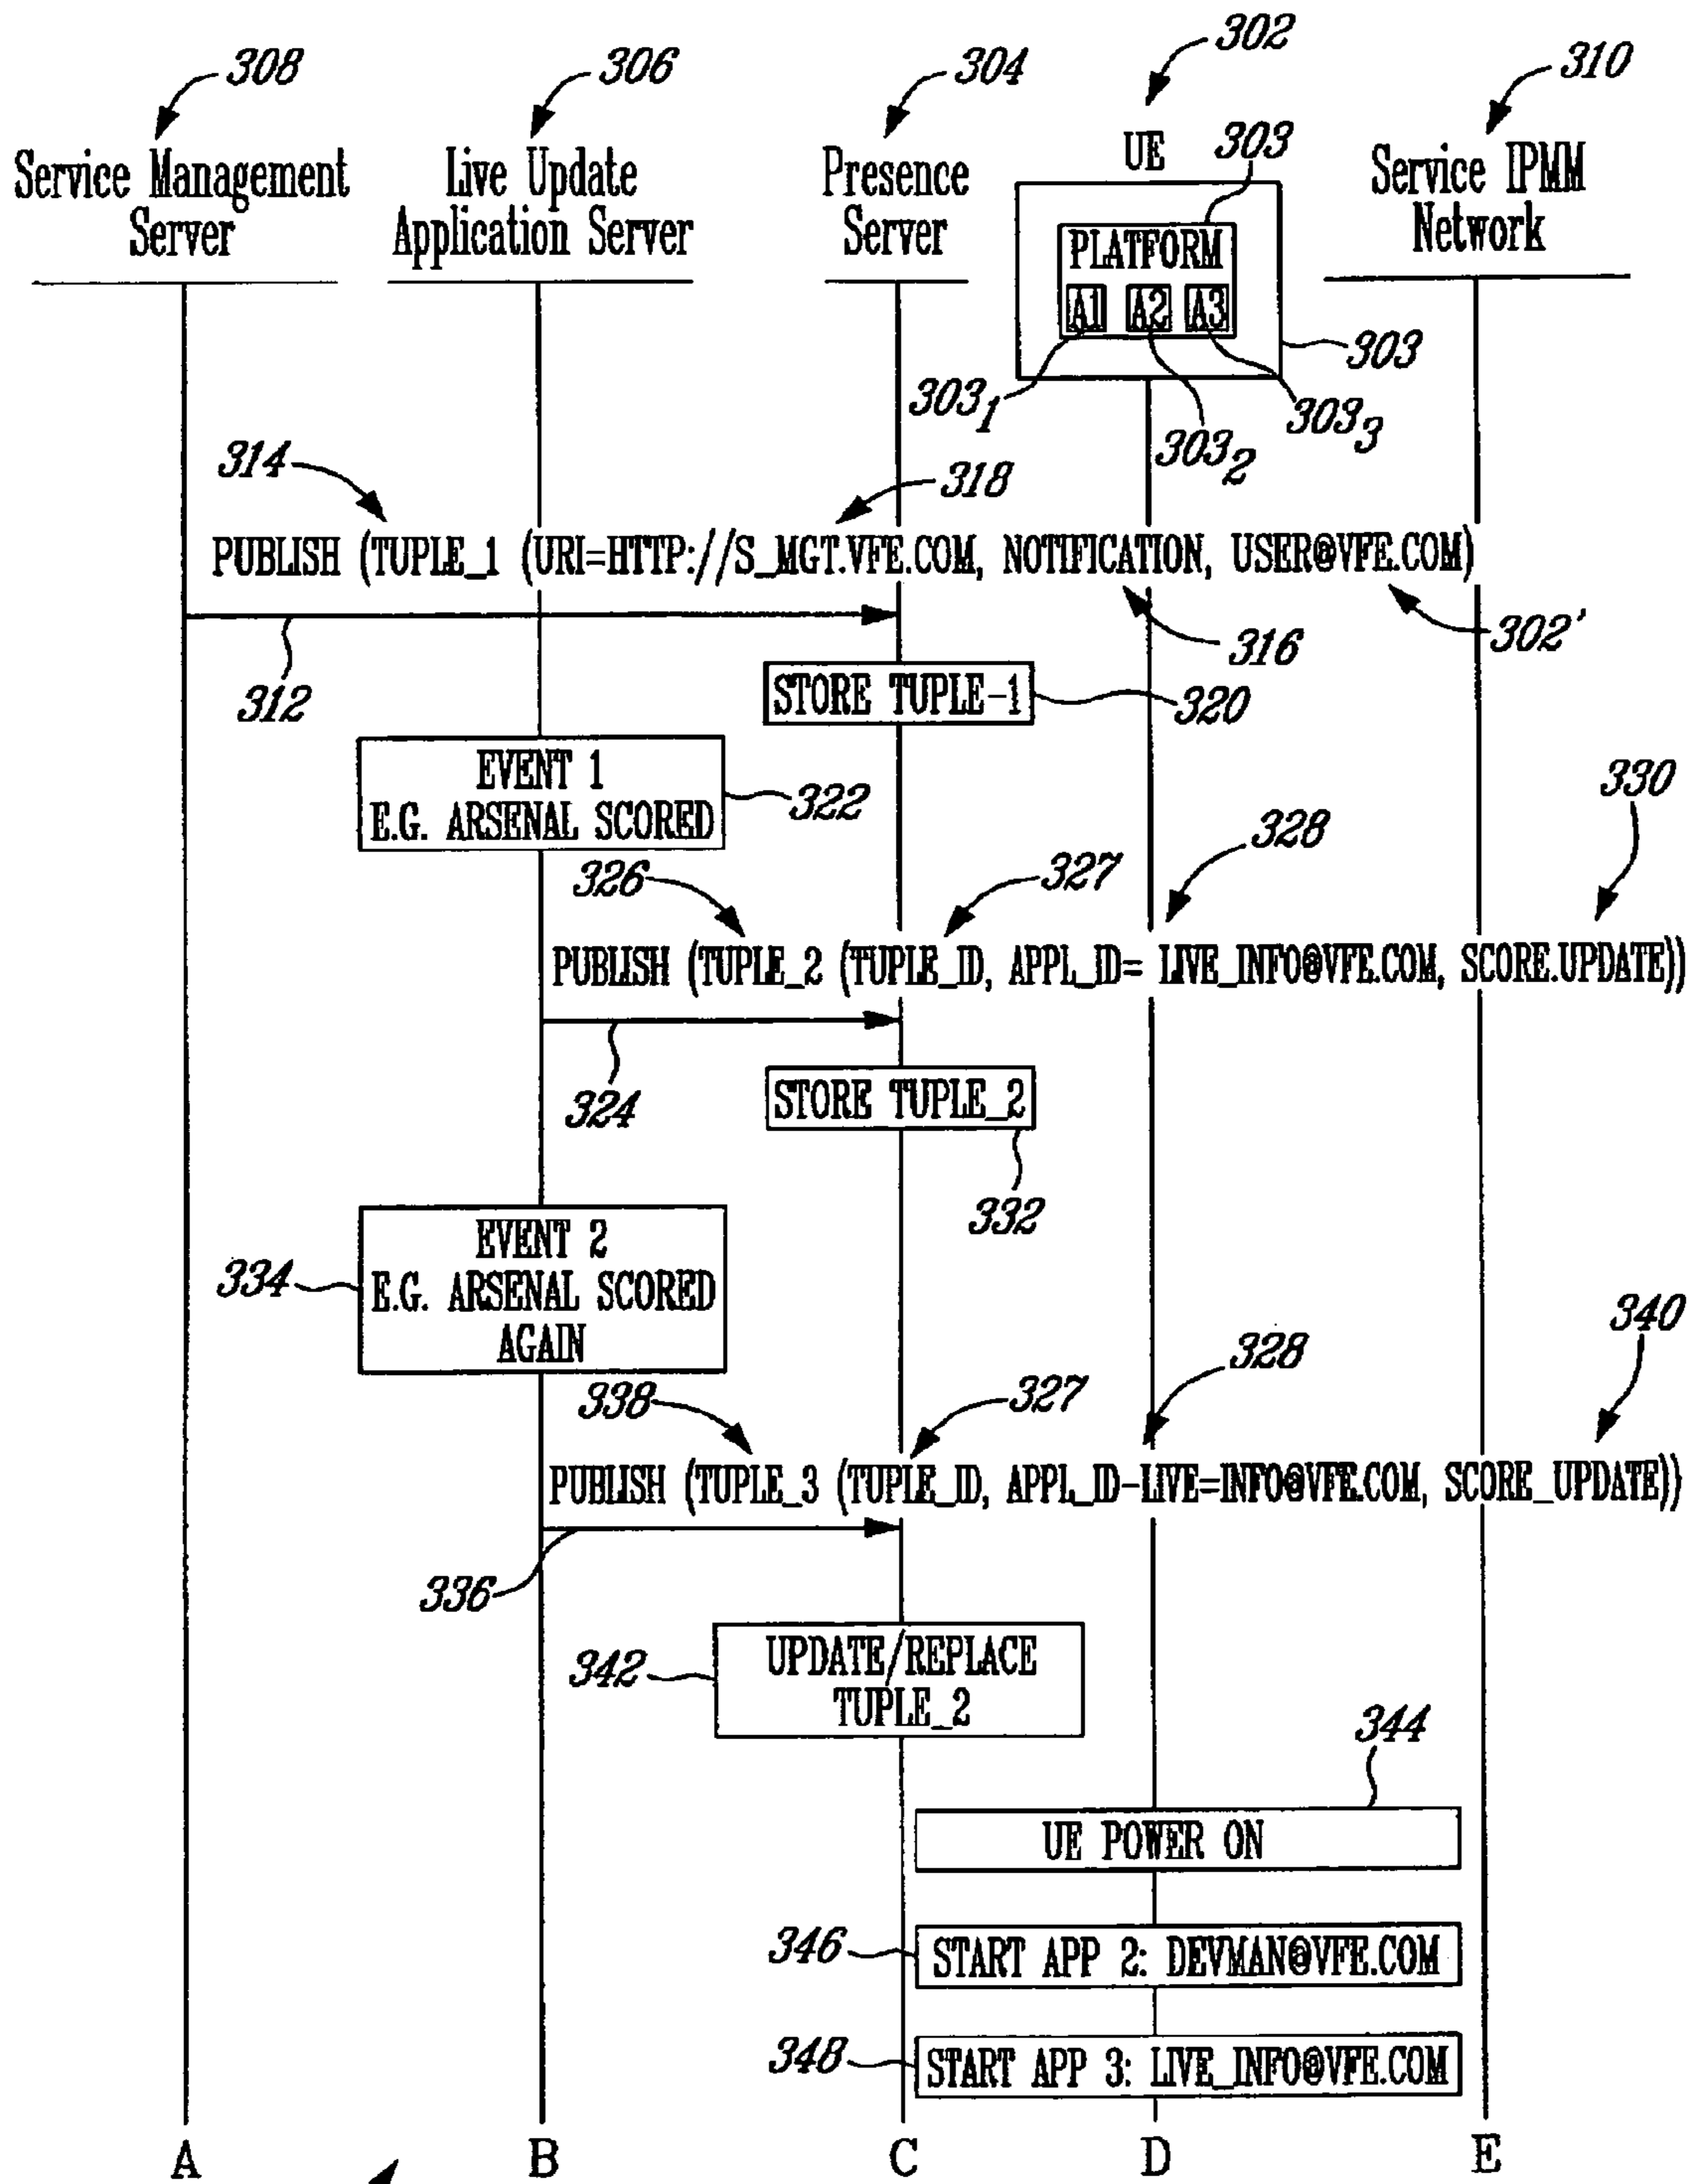 308
306
304
302
310
Service Management
Server
Live Update
Application Server
Presence
Server
UE
303
Service IPMM
Network
PLATFORM
A1 A2 A3
303
303₁
303₂
303₃
314
318
PUBLISH (TUPLE_1 (URI=HTTP://S_MGT.VFE.COM, NOTIFICATION, USER@VFE.COM)
312
316
302'
STORE TUPLE-1
320
EVENT 1
E.G. ARSENAL SCORED
322
326
327
328
330
PUBLISH (TUPLE_2 (TUPLE_ID, APPL_ID= LIVE_INFO@VFE.COM, SCORE.UPDATE))
324
STORE TUPLE_2
332
EVENT 2
E.G. ARSENAL SCORED
AGAIN
334
338
327
328
340
PUBLISH (TUPLE_3 (TUPLE_ID, APPL_ID-LIVE=INFO@VFE.COM, SCORE_UPDATE))
336
342
UPDATE/REPLACE
TUPLE_2
344
UE POWER ON
346
START APP 2: DEVMAN@VFE.COM
348
START APP 3: LIVE_INFO@VFE.COM
A B C D E